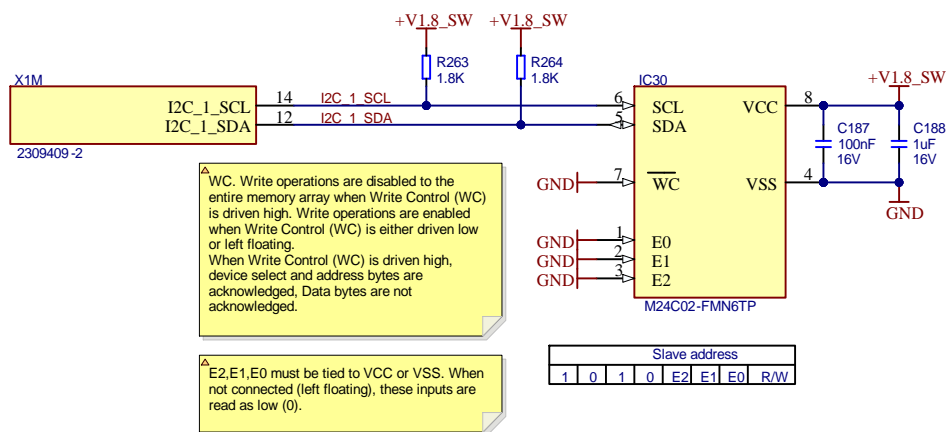 +V1.8_SW
+V1.8_SW
R263
1.8K
R264
1.8K
X1M
I2C_1_SCL
14
I2C_1_SCL
I2C_1_SDA
12
I2C_1_SDA
2309409-2
IC30
6
SCL
5
SDA
GND
7
WC
GND
1
E0
GND
2
E1
GND
3
E2
VCC
8
VSS
4
M24C02-FMN6TP
+V1.8_SW
C187
100nF
16V
C188
1uF
16V
GND
WC. Write operations are disabled to the
entire memory array when Write Control (WC)
is driven high. Write operations are enabled
when Write Control (WC) is either driven low
or left floating.
When Write Control (WC) is driven high,
device select and address bytes are
acknowledged, Data bytes are not
acknowledged.
E2,E1,E0 must be tied to VCC or VSS. When
not connected (left floating), these inputs are
read as low (0).
Slave address
1 0 1 0 E2 E1 E0 R/W